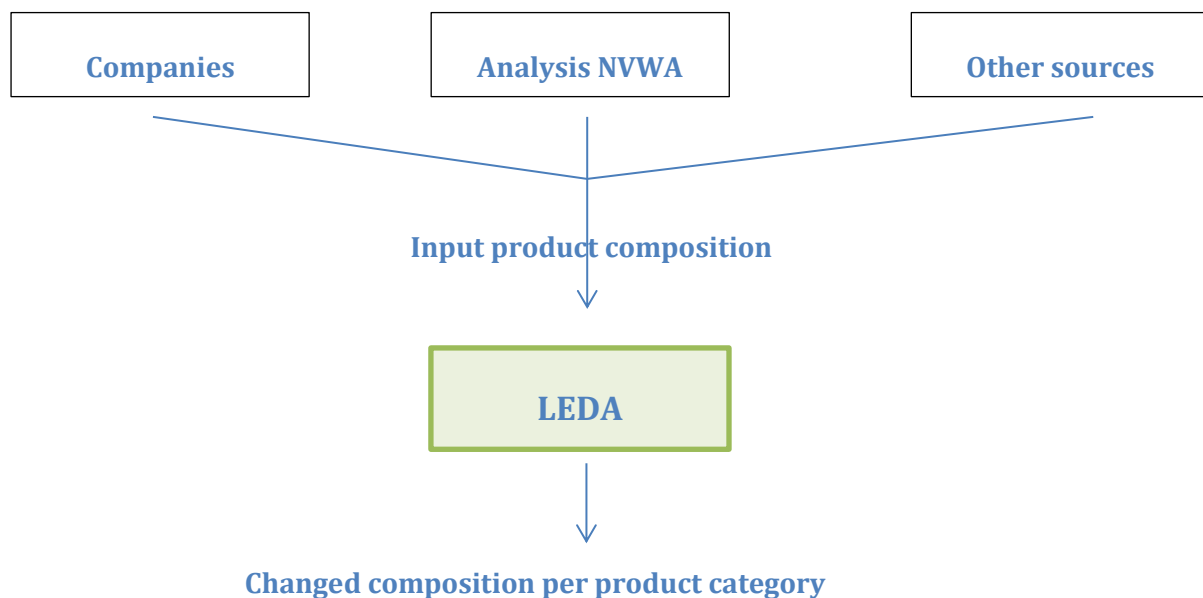 Companies
Analysis NVWA
Other sources
Input product composition
LEDA
Changed composition per product category